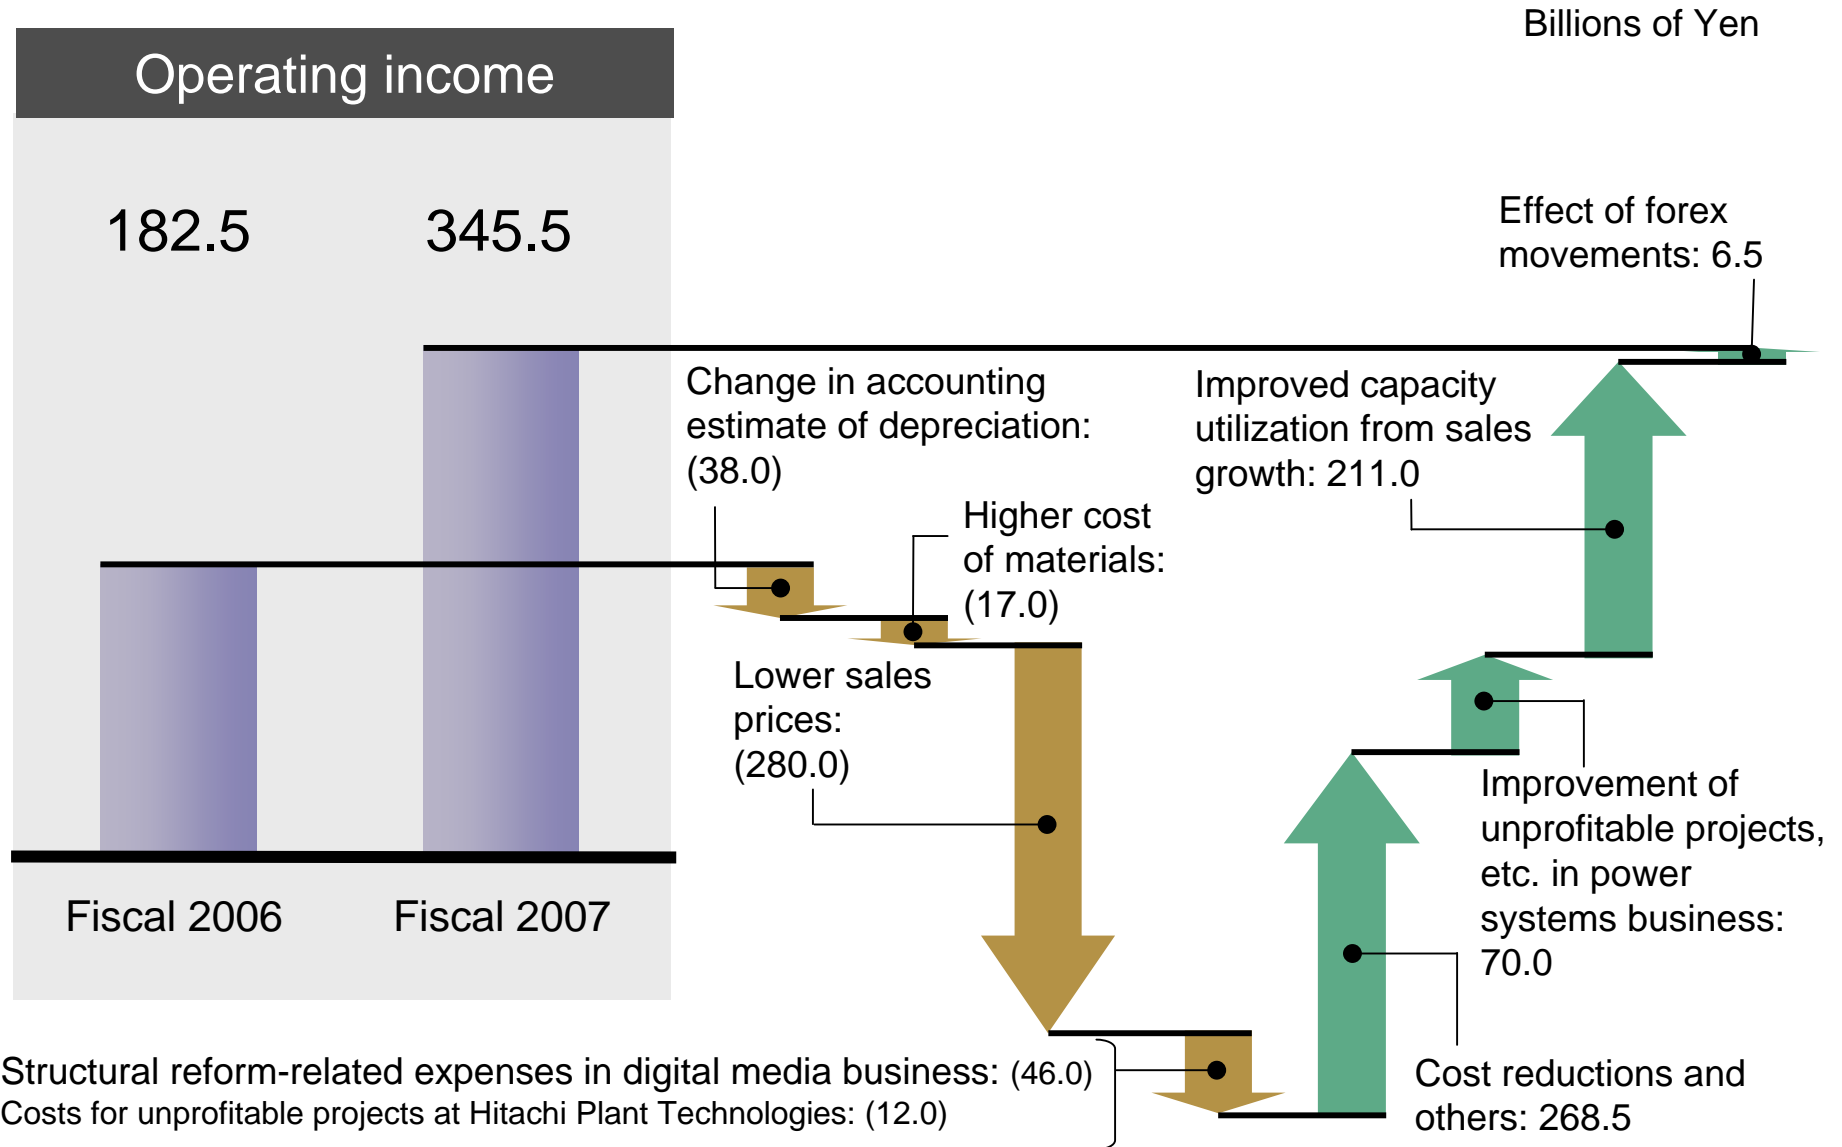 Billions of Yen
Operating income
182.5
345.5
Effect of forex
movements: 6.5
Change in accounting
estimate of depreciation:
(38.0)
Improved capacity
utilization from sales
growth: 211.0
Higher cost
of materials:
(17.0)
Lower sales
prices:
(280.0)
Improvement of
unprofitable projects,
etc. in power
systems business:
70.0
Fiscal 2006
Fiscal 2007
Structural reform-related expenses in digital media business: (46.0)
Costs for unprofitable projects at Hitachi Plant Technologies: (12.0)
Cost reductions and
others: 268.5